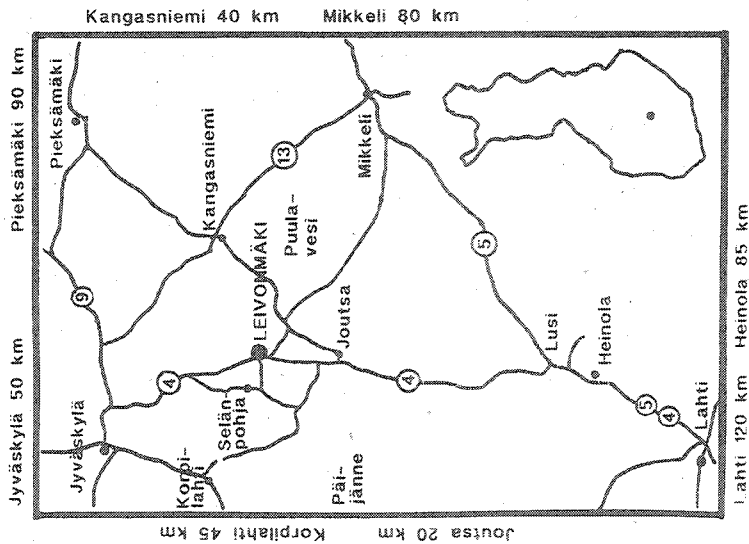 Kangasniemi 40 km
Mikkeli 80 km
Jyväskylä 50 km
Pieksämäki 90 km
Korpilahti 45 km
Joutsa 20 km
Lahti 120 km
Heinola 85 km
Pieksämäki
Kangasniemi
13
Mikkeli
Puula-
vesi
9
LEIVONMÄKI
Joutsa
5
Jyväskylä
4
Selän-
pohja
4
Lusi
Heinola
Korpi-
lahti
Päi-
jänne
5
4
Lahti